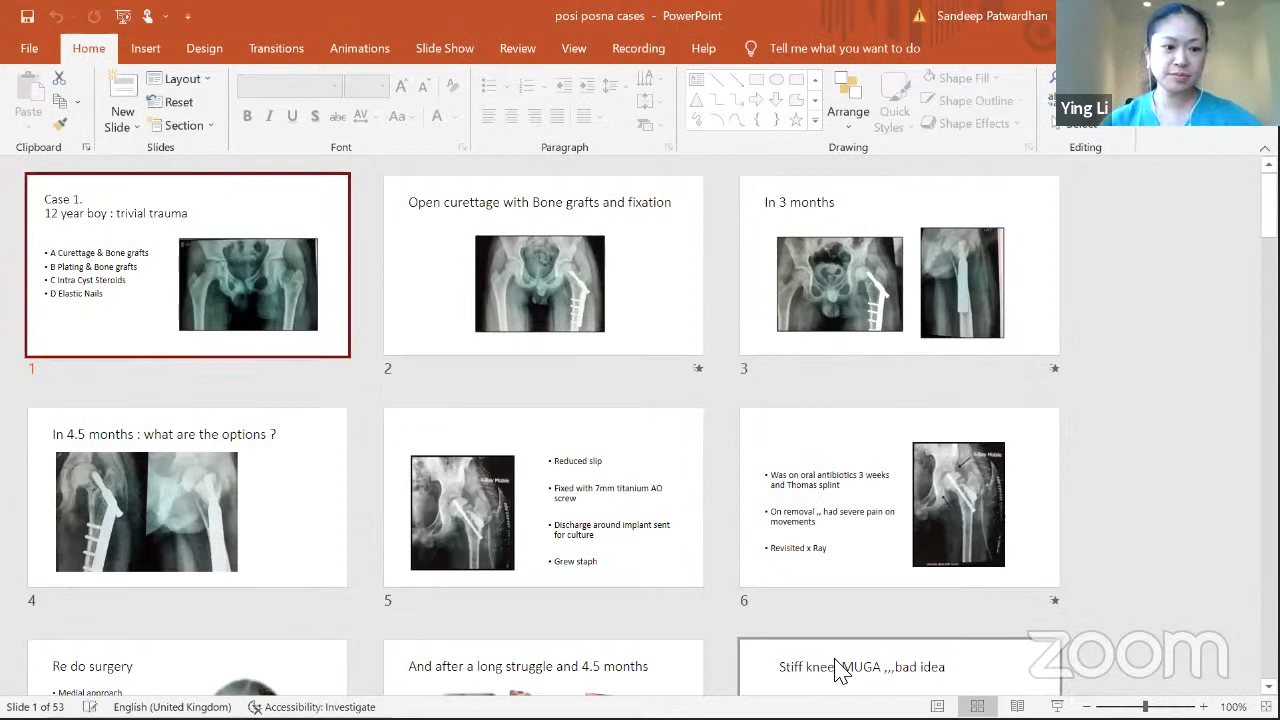 posi posna cases - PowerPoint
Sandeep Patwardhan
File Home Insert Design Transitions Animations Slide Show Review View Recording Help Tell me what you want to do
Paste
New Slide
Layout
Reset
Section
Arrange
Quick Styles
Shape Fill
Shape Outline
Shape Effects
Ying Li
Clipboard Slides Font Paragraph Drawing Editing
Case 1.
12 year boy : trivial trauma
• A Curettage & Bone grafts
• B Plating & Bone grafts
• C Intra Cyst Steroids
• D Elastic Nails
1
Open curettage with Bone grafts and fixation
2
In 3 months
3
In 4.5 months : what are the options ?
4
• Reduced slip
• Fixed with 7mm titanium AO
screw
• Discharge around implant sent
for culture
• Grew staph
X-Ray Mobile
5
• Was on oral antibiotics 3 weeks
and Thomas splint
• On removal ,, had severe pain on
movements
• Revisited x Ray
X-Ray Mobile
6
Re do surgery
• Medial approach
And after a long struggle and 4.5 months
Stiff knee MUGA ,,,bad idea
zoom
Slide 1 of 53 English (United Kingdom) Accessibility: Investigate 100%